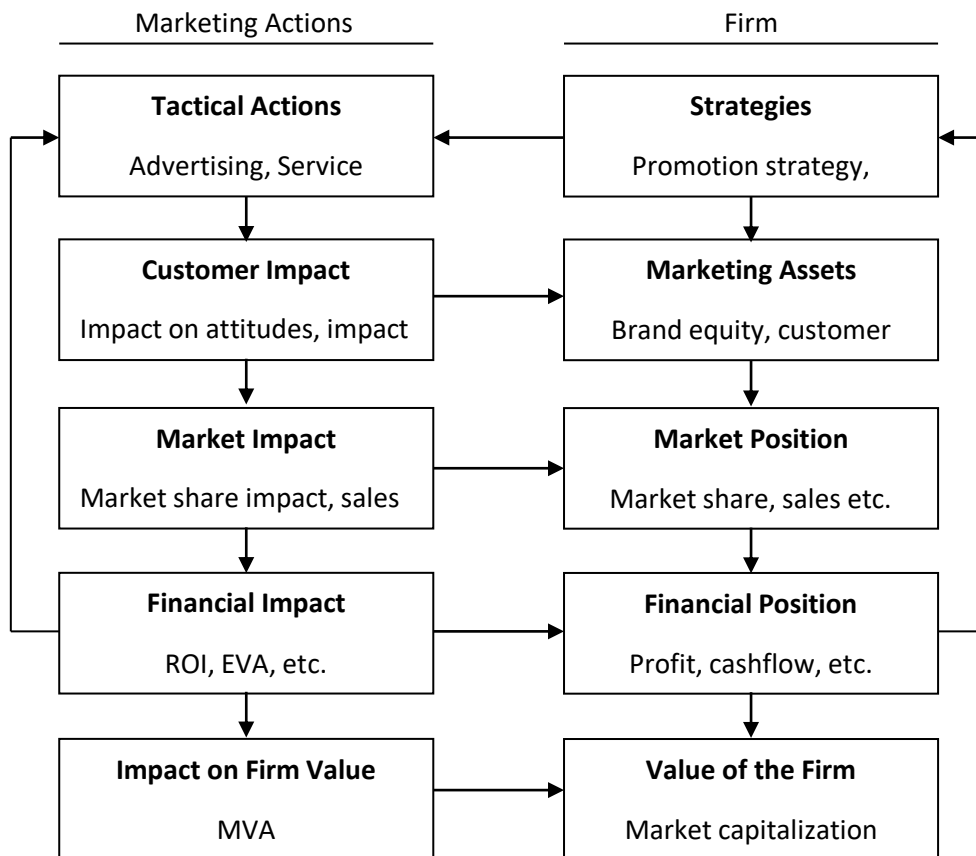 Marketing Actions
Firm
Tactical Actions
Advertising, Service
Strategies
Promotion strategy,
Customer Impact
Impact on attitudes, impact
Marketing Assets
Brand equity, customer
Market Impact
Market share impact, sales
Market Position
Market share, sales etc.
Financial Impact
ROI, EVA, etc.
Financial Position
Profit, cashflow, etc.
Impact on Firm Value
MVA
Value of the Firm
Market capitalization